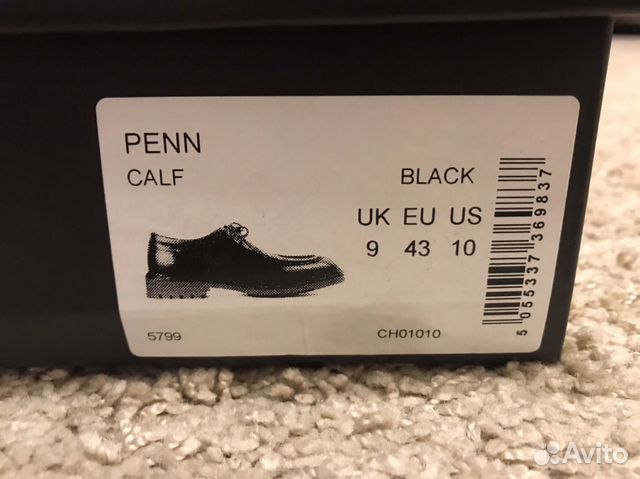 PENN
CALF
BLACK
UK EU US
9 43 10
5799
CH01010
5 055337 369837
Avito